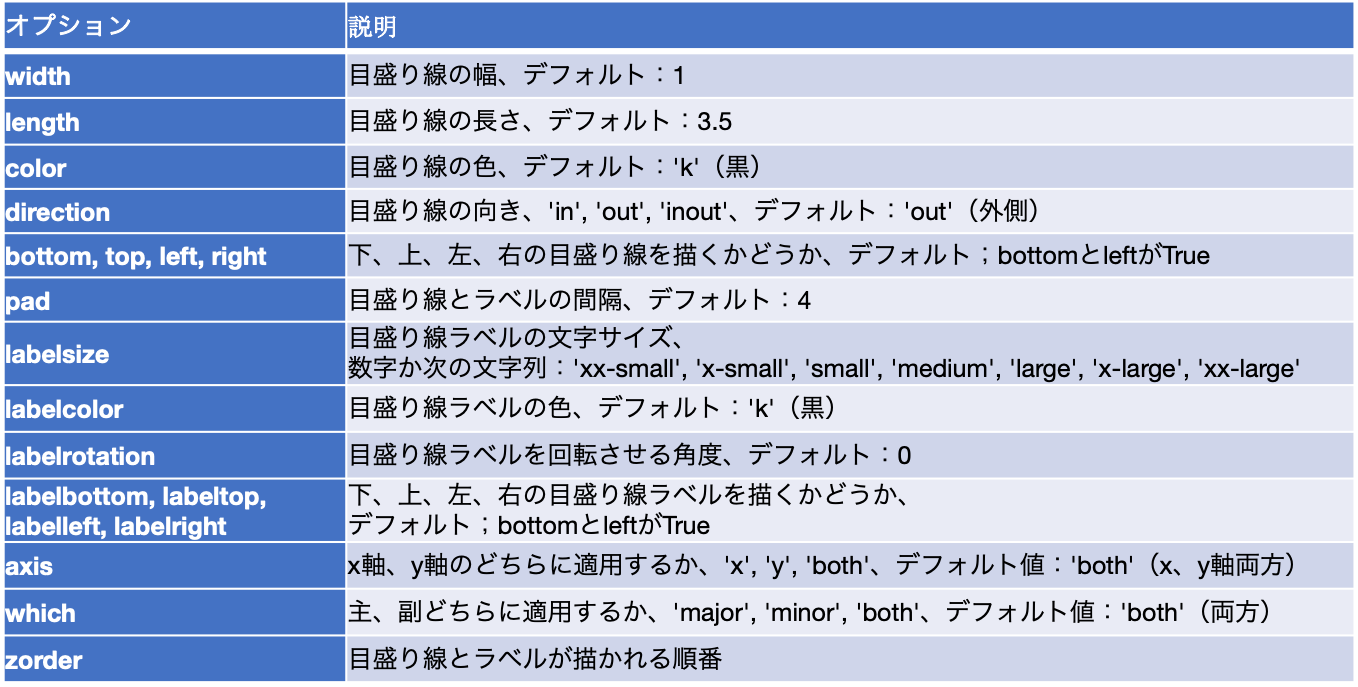 オプション 説明
width 目盛り線の幅、デフォルト：1
length 目盛り線の長さ、デフォルト：3.5
color 目盛り線の色、デフォルト：'k'（黒）
direction 目盛り線の向き、'in', 'out', 'inout'、デフォルト：'out'（外側）
bottom, top, left, right 下、上、左、右の目盛り線を描くかどうか、デフォルト；bottomとleftがTrue
pad 目盛り線とラベルの間隔、デフォルト：4
labelsize 目盛り線ラベルの文字サイズ、
数字か次の文字列：'xx-small', 'x-small', 'small', 'medium', 'large', 'x-large', 'xx-large'
labelcolor 目盛り線ラベルの色、デフォルト：'k'（黒）
labelrotation 目盛り線ラベルを回転させる角度、デフォルト：0
labelbottom, labeltop, 下、上、左、右の目盛り線ラベルを描くかどうか、
labelleft, labelright デフォルト；bottomとleftがTrue
axis x軸、y軸のどちらに適用するか、'x', 'y', 'both'、デフォルト値：'both'（x、y軸両方）
which 主、副どちらに適用するか、'major', 'minor', 'both'、デフォルト値：'both'（両方）
zorder 目盛り線とラベルが描かれる順番